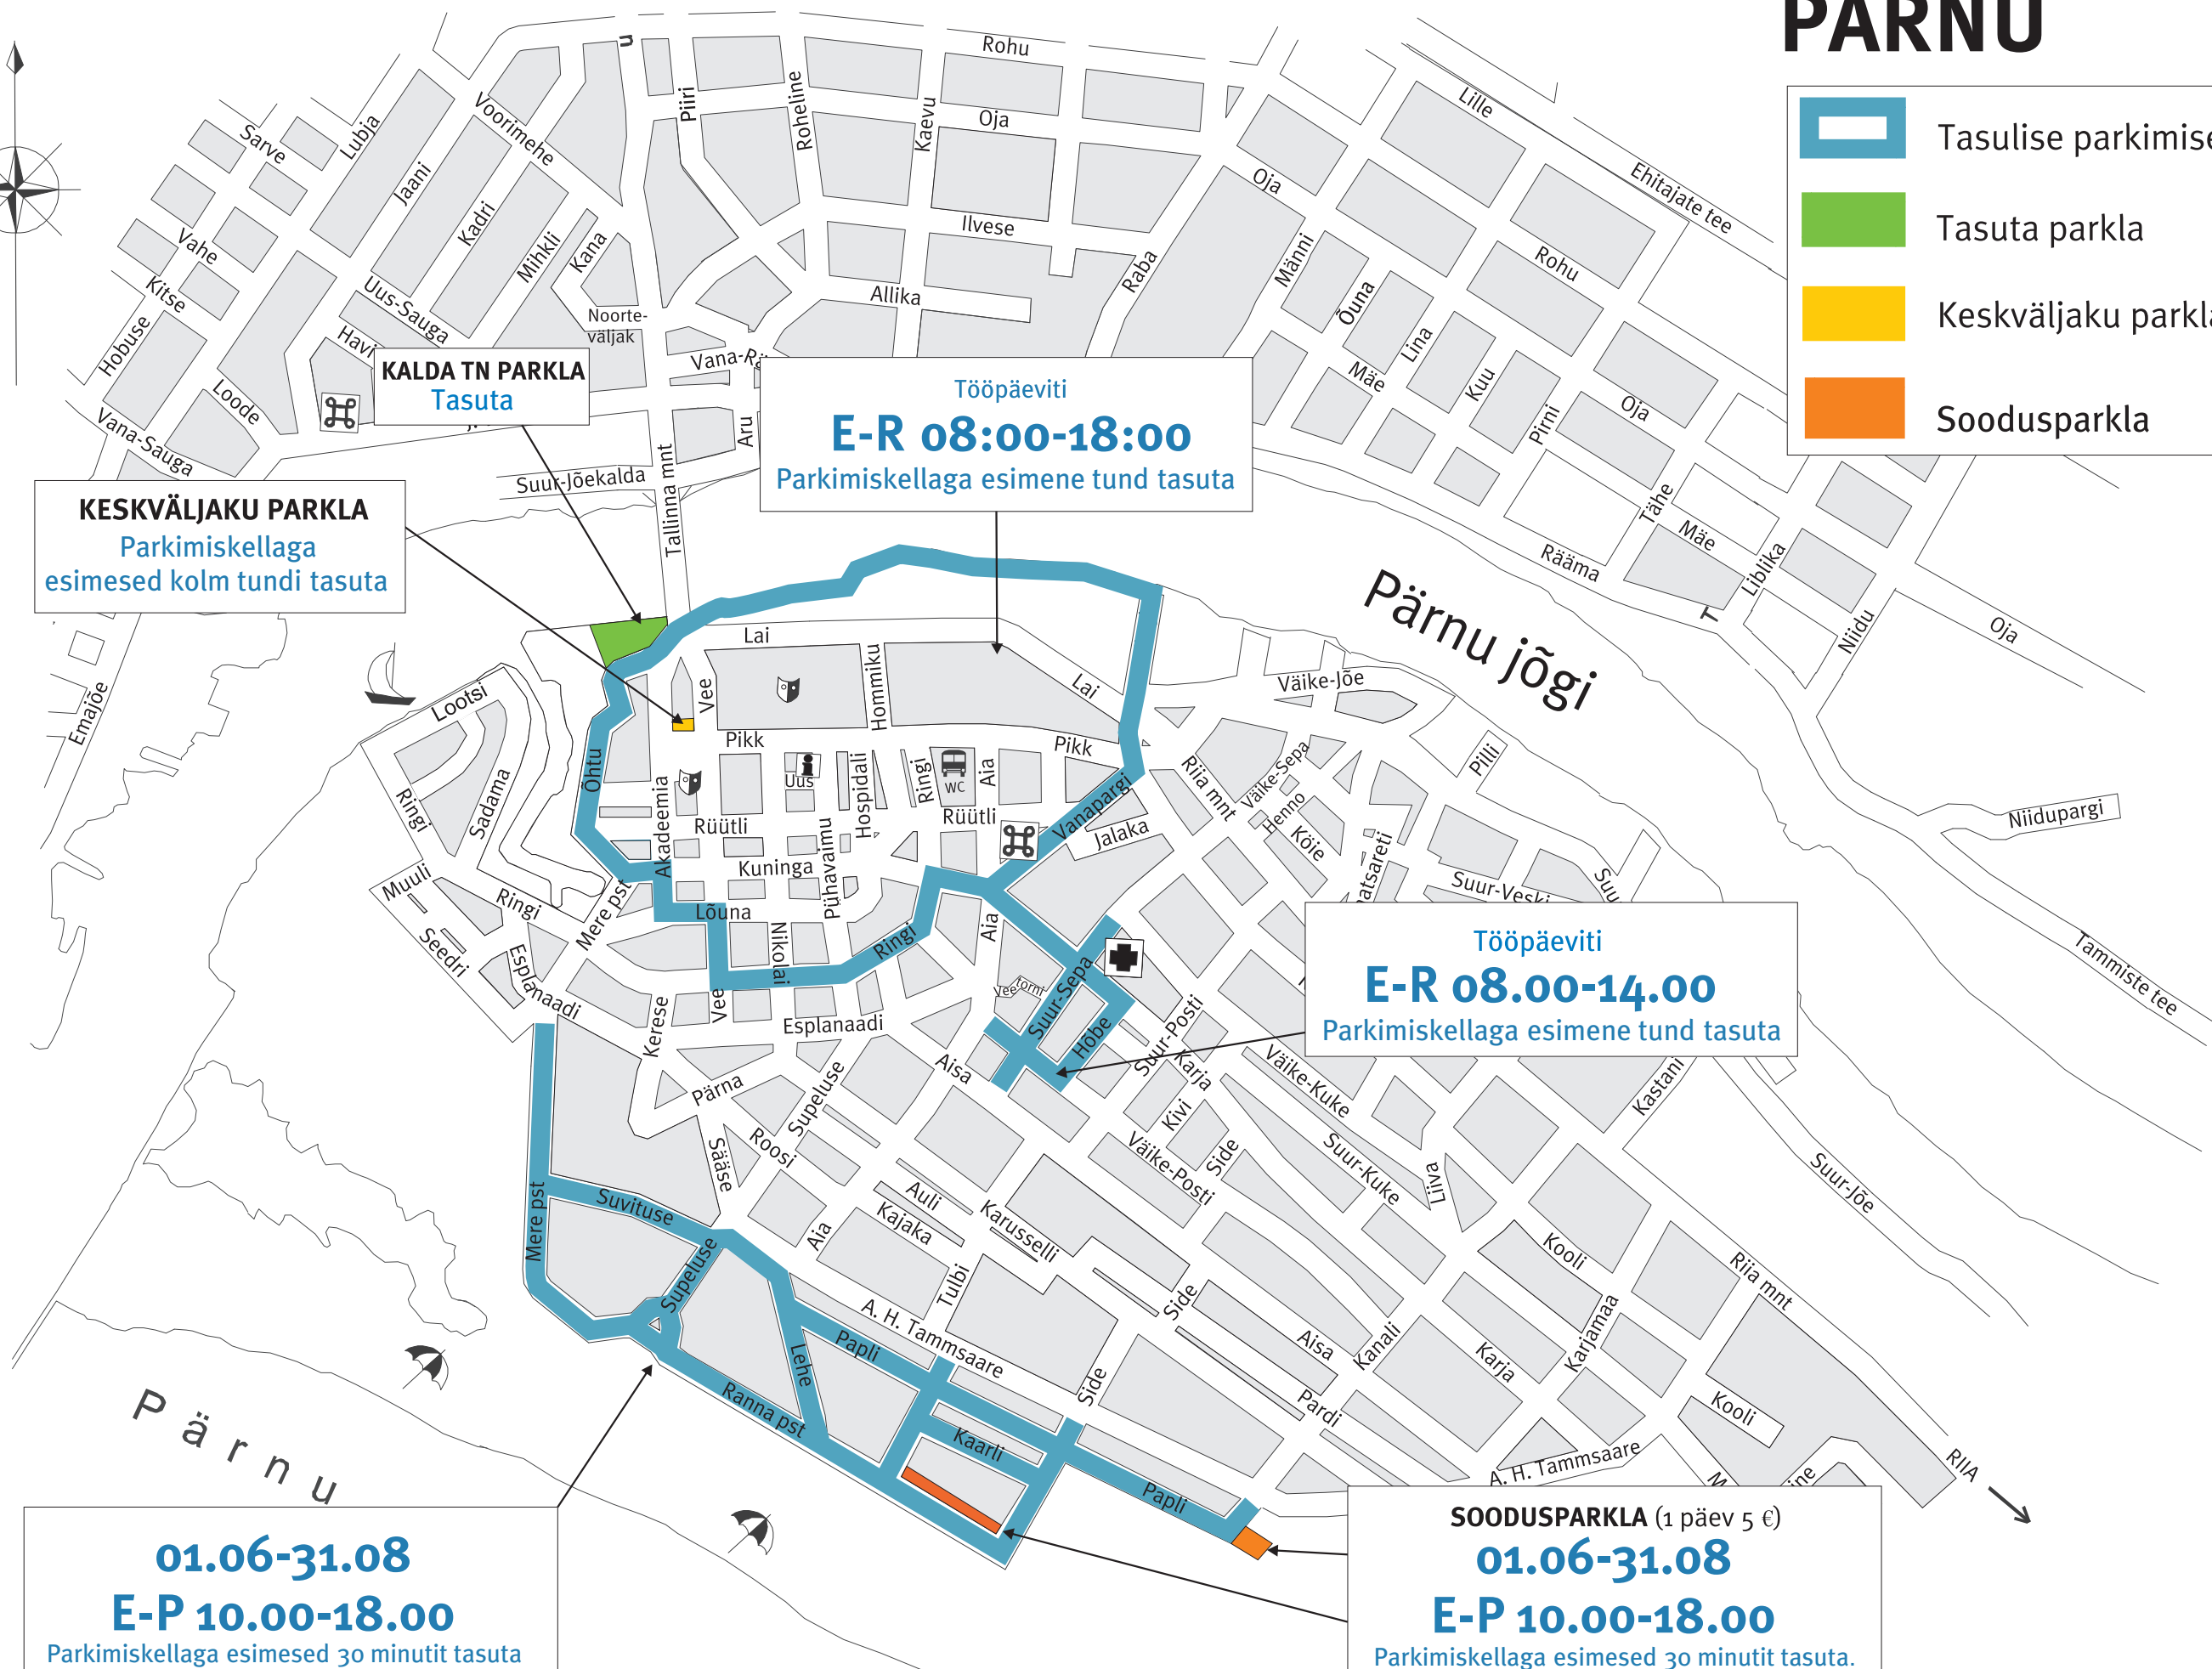 PÄRNU
Tasulise parkimise
Tasuta parkla
Keskväljaku parkla
Soodusparkla
KALDA TN PARKLA
Tasuta
KESKVÄLJAKU PARKLA
Parkimiskellaga
esimesed kolm tundi tasuta
Tööpäeviti
E-R 08:00-18:00
Parkimiskellaga esimene tund tasuta
Tööpäeviti
E-R 08.00-14.00
Parkimiskellaga esimene tund tasuta
01.06-31.08
E-P 10.00-18.00
Parkimiskellaga esimesed 30 minutit tasuta
SOODUSPARKLA (1 päev 5 €)
01.06-31.08
E-P 10.00-18.00
Parkimiskellaga esimesed 30 minutit tasuta.
Rohu
Piiri
Roheline
Kaevu
Oja
Lille
Ehitajate tee
Sarve
Lubja
Voorimehe
Jaani
Kadri
Mihkli
Kana
Vahe
Kitse
Hobuse
Uus-Sauga
Havi
Noorte-
väljak
Ilvese
Allika
Raba
Oja
Männi
Õuna
Lina
Mäe
Kuu
Pirni
Oja
Rohu
Loode
Vana-Sauga
Aru
Tallinna mnt
Suur-Jõekalda
Tähe
Mäe
Rääma
Liblika
Niidu
Oja
Pärnu jõgi
Emajõe
Lai
Lai
Vee
Hommiku
Pikk
Pikk
Väike-Jõe
Pilli
Lootsi
Ringi
Sadama
Õhtu
Akadeemia
Uus
Hospidali
Ringi
WC
Aia
Rüütli
Rüütli
Vanapargi
Jalaka
Riia mnt
Väike-Sepa
Henno
Köie
Niidupargi
Kuninga
Pühavaimu
Muuli
Ringi
Mere pst
Lõuna
Nikolai
Ringi
Aia
Suur-Veski
Suur-Sepa
Veetorni
Hõbe
Suur-Posti
Seedri
Esplanaadi
Esplanaadi
Kerese
Vee
Tammiste tee
Aisa
Karja
Väike-Kuke
Kastani
Pärna
Supeluse
Kivi
Side
Suur-Kuke
Väike-Posti
Liiva
Suur-Jõe
Roosi
Sääse
Mere pst
Suvituse
Supeluse
Auli
Kajaka
Aia
Karusselli
Tulbi
Side
Kooli
Riia mnt
A. H. Tammsaare
Papli
Lehe
Aisa
Kanali
Karja
Karjamaa
Side
Ranna pst
Kaarli
Papli
Pardi
Kooli
A. H. Tammsaare
RIIA
Pärnu